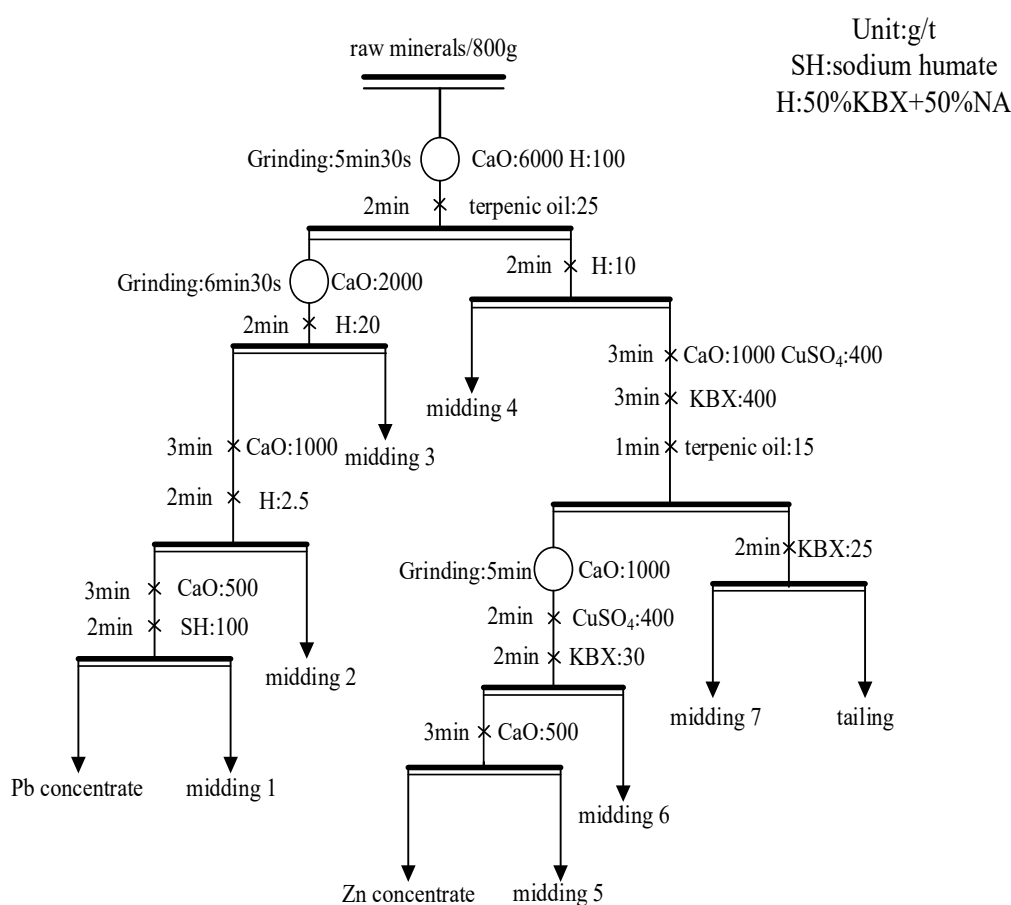 Unit:g/t
SH:sodium humate
H:50%KBX+50%NA
raw minerals/800g
Grinding:5min30s CaO:6000 H:100
2min terpenic oil:25
2min H:10
Grinding:6min30s CaO:2000
2min H:20
3min CaO:1000 CuSO₄:400
midding 4
3min KBX:400
3min CaO:1000
midding 3
1min terpenic oil:15
2min H:2.5
2min KBX:25
Grinding:5min CaO:1000
3min CaO:500
2min CuSO₄:400
2min SH:100
2min KBX:30
midding 2
midding 7
tailing
3min CaO:500
Pb concentrate
midding 1
midding 6
Zn concentrate
midding 5